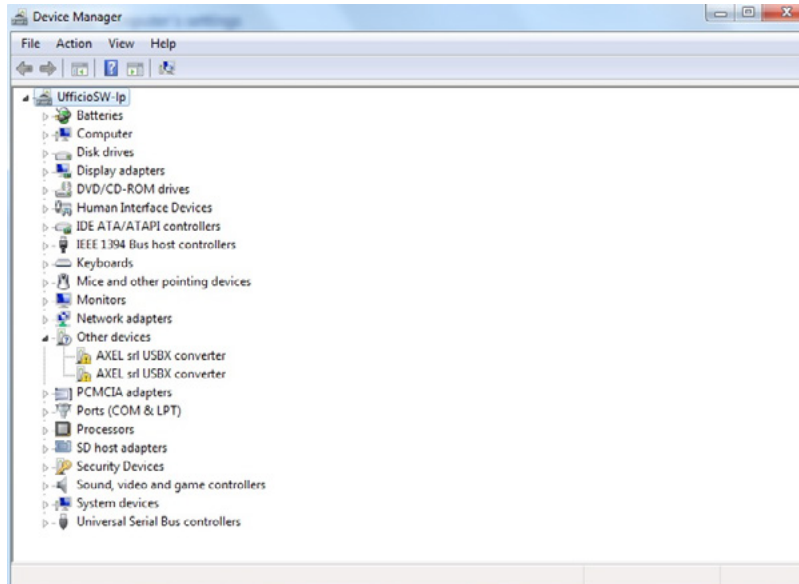 Device Manager
File Action View Help
UfficioSW-lp
Batteries
Computer
Disk drives
Display adapters
DVD/CD-ROM drives
Human Interface Devices
IDE ATA/ATAPI controllers
IEEE 1394 Bus host controllers
Keyboards
Mice and other pointing devices
Monitors
Network adapters
Other devices
AXEL srl USBX converter
AXEL srl USBX converter
PCMCIA adapters
Ports (COM & LPT)
Processors
SD host adapters
Security Devices
Sound, video and game controllers
System devices
Universal Serial Bus controllers